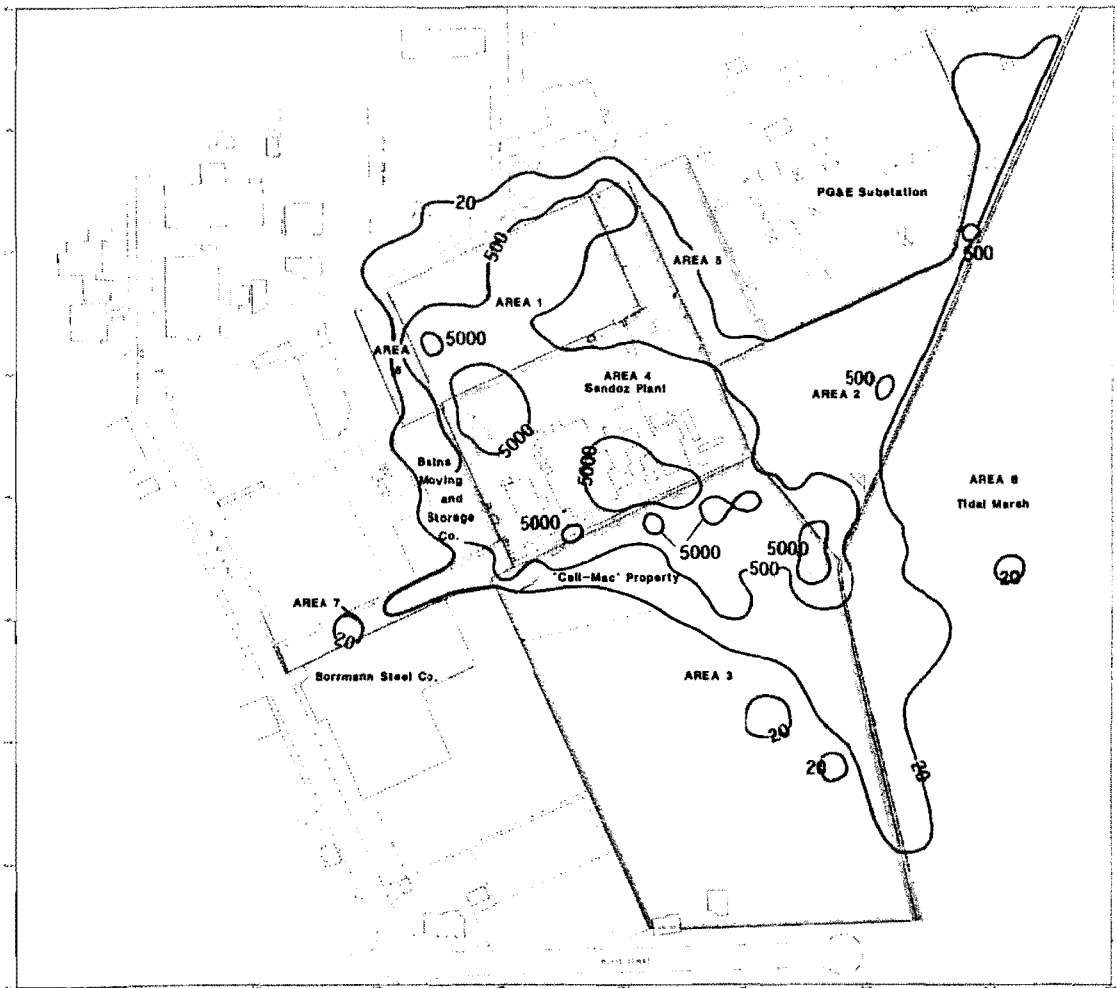 PG&E Substation
20
500
500
AREA 5
AREA 1
5000
AREA
AREA 4
Sandoz Plant
500
AREA 2
5000
5000
Bains
Moving
and
Storage
Co.
AREA 6
Tidal Marsh
5000
5000
5000
500
"Call-Mac" Property
20
AREA 7
20
Borrmann Steel Co.
AREA 3
20
20
20